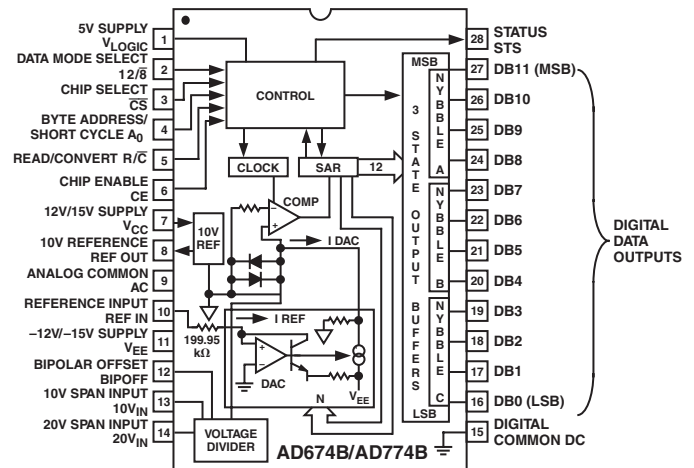 5V SUPPLY
VLOGIC
1
DATA MODE SELECT
12/8̅
2
CHIP SELECT
C̅S̅
3
BYTE ADDRESS/
SHORT CYCLE A0
4
READ/CONVERT R/C̅
5
CHIP ENABLE
CE
6
12V/15V SUPPLY
VCC
7
10V REFERENCE
REF OUT
8
ANALOG COMMON
AC
9
REFERENCE INPUT
REF IN
10
–12V/–15V SUPPLY
VEE
11
BIPOLAR OFFSET
BIPOFF
12
10V SPAN INPUT
10VIN
13
20V SPAN INPUT
20VIN
14
CONTROL
CLOCK
SAR
12
COMP
10V
REF
I DAC
I REF
199.95
kΩ
DAC
VEE
N
VOLTAGE
DIVIDER
AD674B/AD774B
MSB
3 STATE OUTPUT BUFFERS
LSB
NYBBLE A
NYBBLE B
NYBBLE C
28
STATUS
STS
27
DB11 (MSB)
26
DB10
25
DB9
24
DB8
23
DB7
22
DB6
21
DB5
20
DB4
19
DB3
18
DB2
17
DB1
16
DB0 (LSB)
15
DIGITAL
COMMON DC
DIGITAL
DATA
OUTPUTS